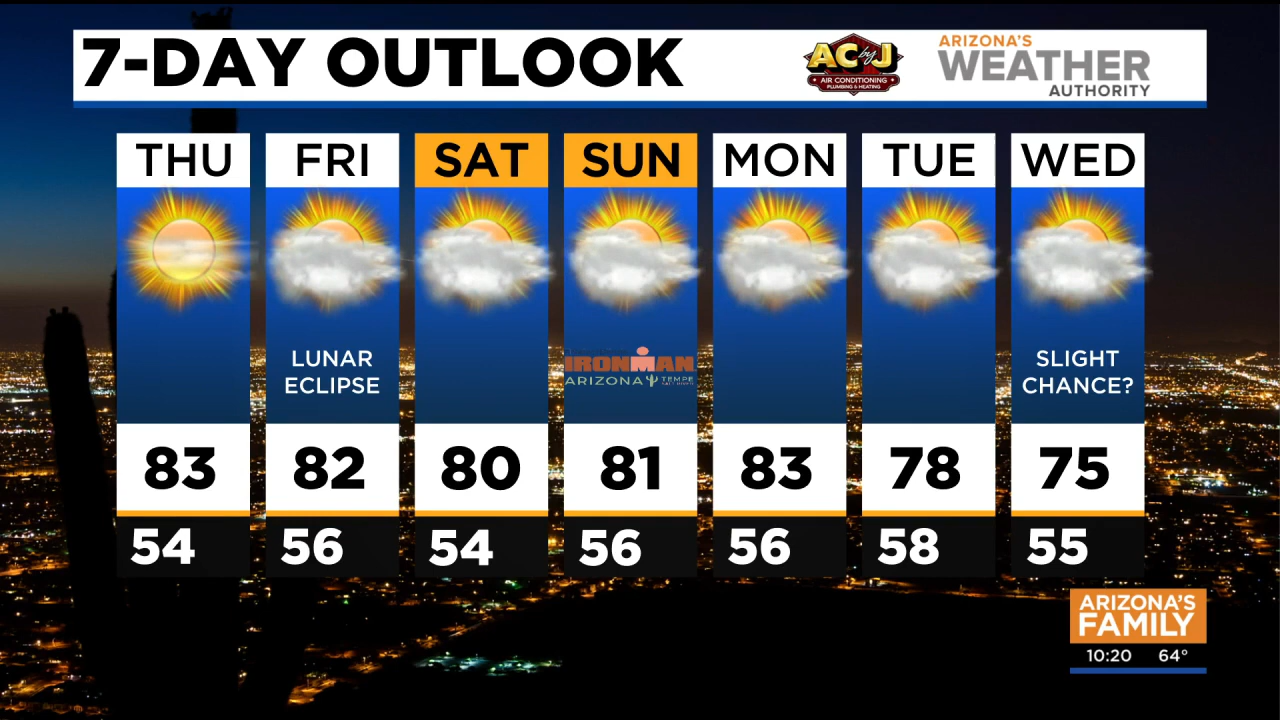 7-DAY OUTLOOK
AC by J
AIR CONDITIONING
PLUMBING & HEATING
ARIZONA'S
WEATHER
AUTHORITY
THU FRI SAT SUN MON TUE WED
LUNAR
ECLIPSE
IRONMAN
ARIZONA TEMPE
SLIGHT
CHANCE?
83 82 80 81 83 78 75
54 56 54 56 56 58 55
ARIZONA'S
FAMILY
10:20 64°